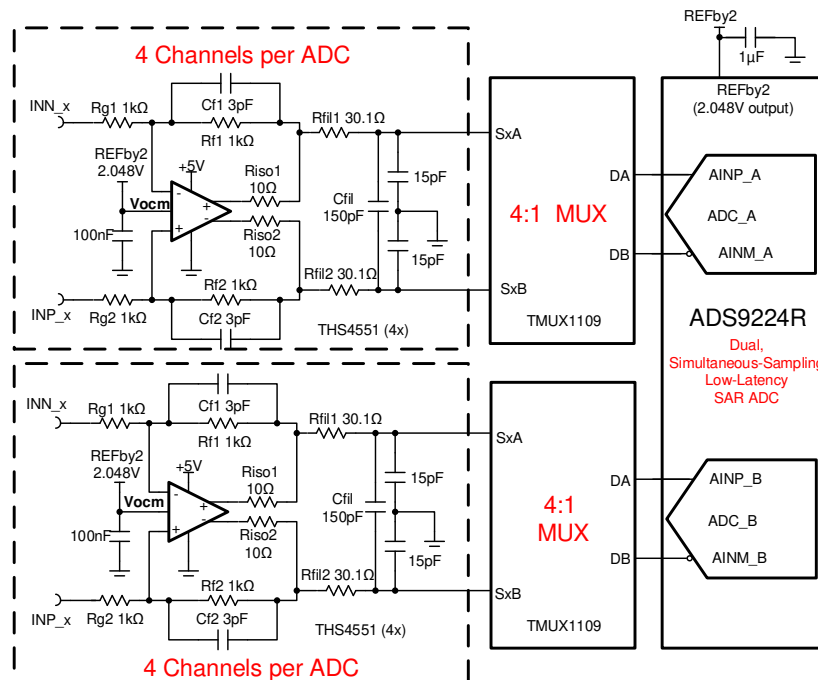 4 Channels per ADC
INN_x
Rg1 1kΩ
Cf1 3pF
Rf1 1kΩ
REFby2
2.048V
+5V
Vocm
100nF
Riso1
10Ω
Riso2
10Ω
Rfil1 30.1Ω
Cfil
150pF
15pF
15pF
Rfil2 30.1Ω
Rf2 1kΩ
Cf2 3pF
INP_x
Rg2 1kΩ
THS4551 (4x)
SxA
DA
4:1 MUX
DB
SxB
TMUX1109
REFby2
1µF
REFby2
(2.048V output)
AINP_A
ADC_A
AINM_A
ADS9224R
Dual,
Simultaneous-Sampling
Low-Latency
SAR ADC
INN_x
Rg1 1kΩ
Cf1 3pF
Rf1 1kΩ
REFby2
2.048V
+5V
Vocm
100nF
Riso1
10Ω
Riso2
10Ω
Rfil1 30.1Ω
Cfil
150pF
15pF
15pF
Rfil2 30.1Ω
Rf2 1kΩ
Cf2 3pF
INP_x
Rg2 1kΩ
THS4551 (4x)
4 Channels per ADC
SxA
DA
4:1
MUX
DB
SxB
TMUX1109
AINP_B
ADC_B
AINM_B
-
+
+
-
-
+
+
-